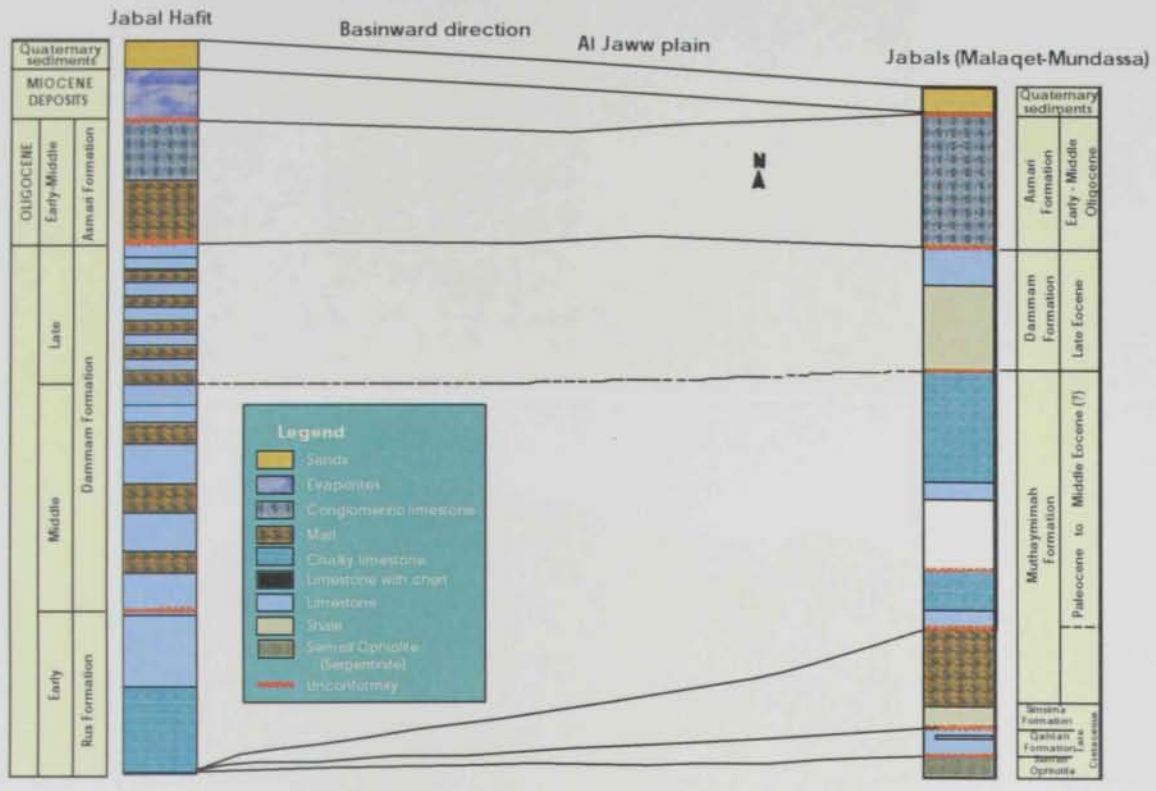 Jabal Hafit
Basinward direction
Al Jaww plain
Jabals (Malaqet-Mundassa)
Quaternary
sediments
MIOCENE
DEPOSITS
OLIGOCENE
Early-Middle
Asmari Formation
Late
Middle
Early
Dammam Formation
Rus Formation
N
Legend
Sands
Evaporites
Conglomeritic limestone
Marl
Chalky limestone
Limestone with chert
Limestone
Shale
Semail Ophiolite
(Serpentinite)
Unconformity
Quaternary
sediments
Asmari
Formation
Early - Middle
Oligocene
Dammam
Formation
Late Eocene
Muthaymimah
Formation
Paleocene to Middle Eocene (?)
Simsima
Formation
Qahlah
Formation
Semail
Ophiolite
Late
Cretaceous